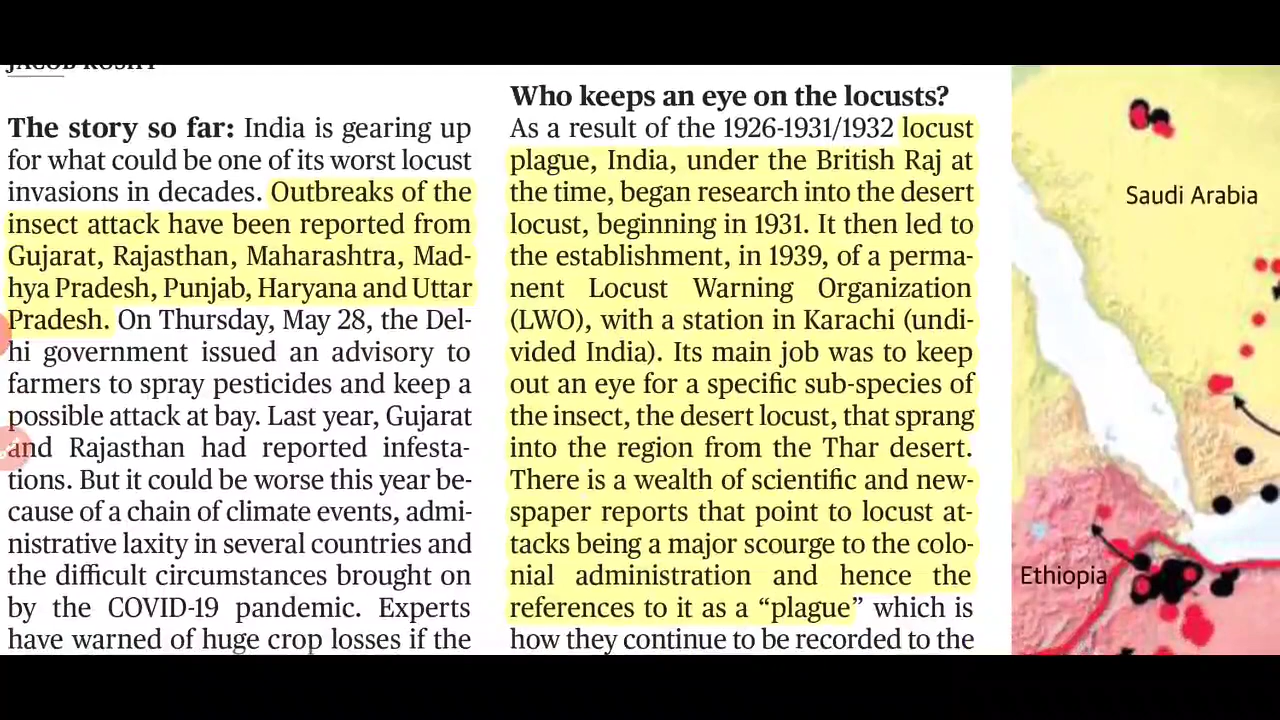 The story so far: India is gearing up
for what could be one of its worst locust
invasions in decades. Outbreaks of the
insect attack have been reported from
Gujarat, Rajasthan, Maharashtra, Mad-
hya Pradesh, Punjab, Haryana and Uttar
Pradesh. On Thursday, May 28, the Del-
hi government issued an advisory to
farmers to spray pesticides and keep a
possible attack at bay. Last year, Gujarat
and Rajasthan had reported infesta-
tions. But it could be worse this year be-
cause of a chain of climate events, admi-
nistrative laxity in several countries and
the difficult circumstances brought on
by the COVID-19 pandemic. Experts
have warned of huge crop losses if the
Who keeps an eye on the locusts?
As a result of the 1926-1931/1932 locust
plague, India, under the British Raj at
the time, began research into the desert
locust, beginning in 1931. It then led to
the establishment, in 1939, of a perma-
nent Locust Warning Organization
(LWO), with a station in Karachi (undi-
vided India). Its main job was to keep
out an eye for a specific sub-species of
the insect, the desert locust, that sprang
into the region from the Thar desert.
There is a wealth of scientific and new-
spaper reports that point to locust at-
tacks being a major scourge to the colo-
nial administration and hence the
references to it as a “plague” which is
how they continue to be recorded to the
Saudi Arabia
Ethiopia